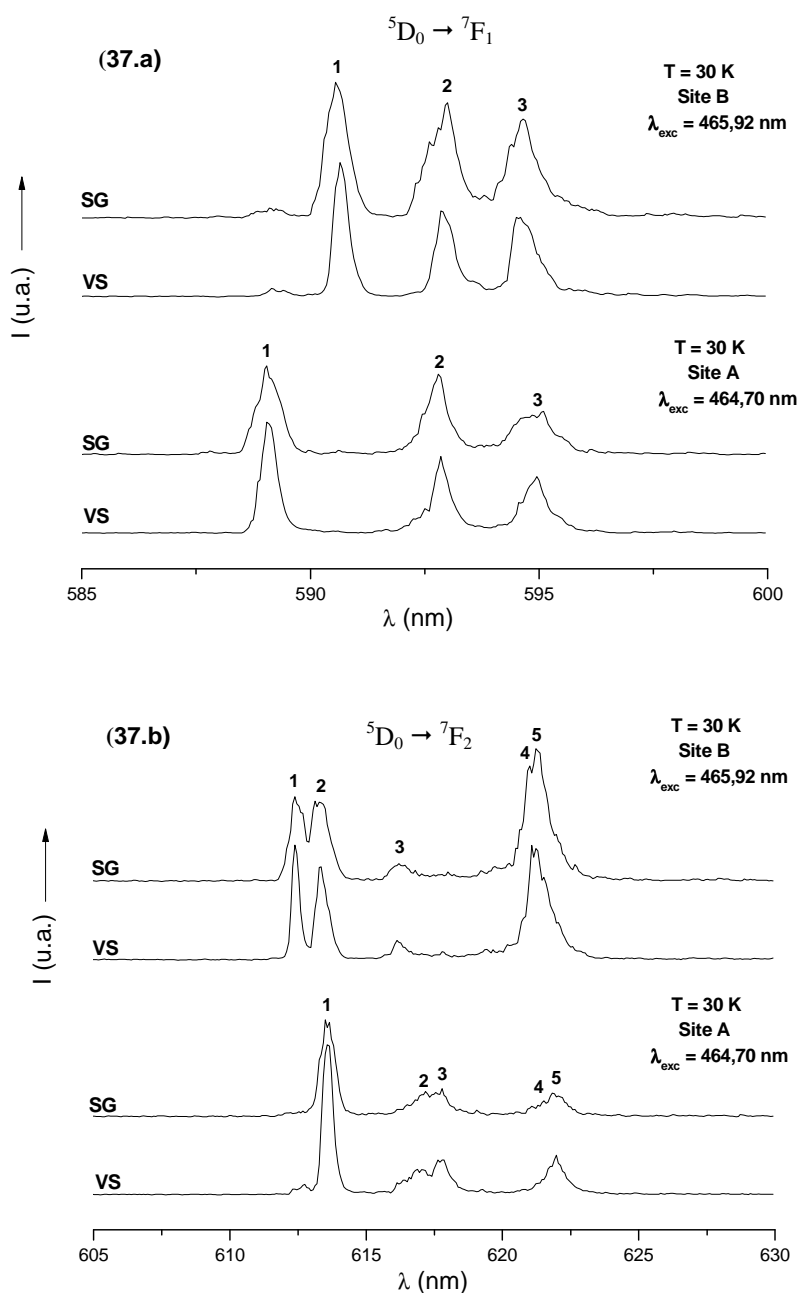 (37.a)
⁵D₀ → ⁷F₁
T = 30 K
Site B
λexc = 465,92 nm
1
2
3
SG
VS
T = 30 K
Site A
λexc = 464,70 nm
1
2
3
SG
VS
I (u.a.)
585 590 595 600
λ (nm)
(37.b)
⁵D₀ → ⁷F₂
T = 30 K
Site B
λexc = 465,92 nm
1
2
3
4
5
SG
VS
T = 30 K
Site A
λexc = 464,70 nm
1
2
3
4
5
SG
VS
I (u.a.)
605 610 615 620 625 630
λ (nm)